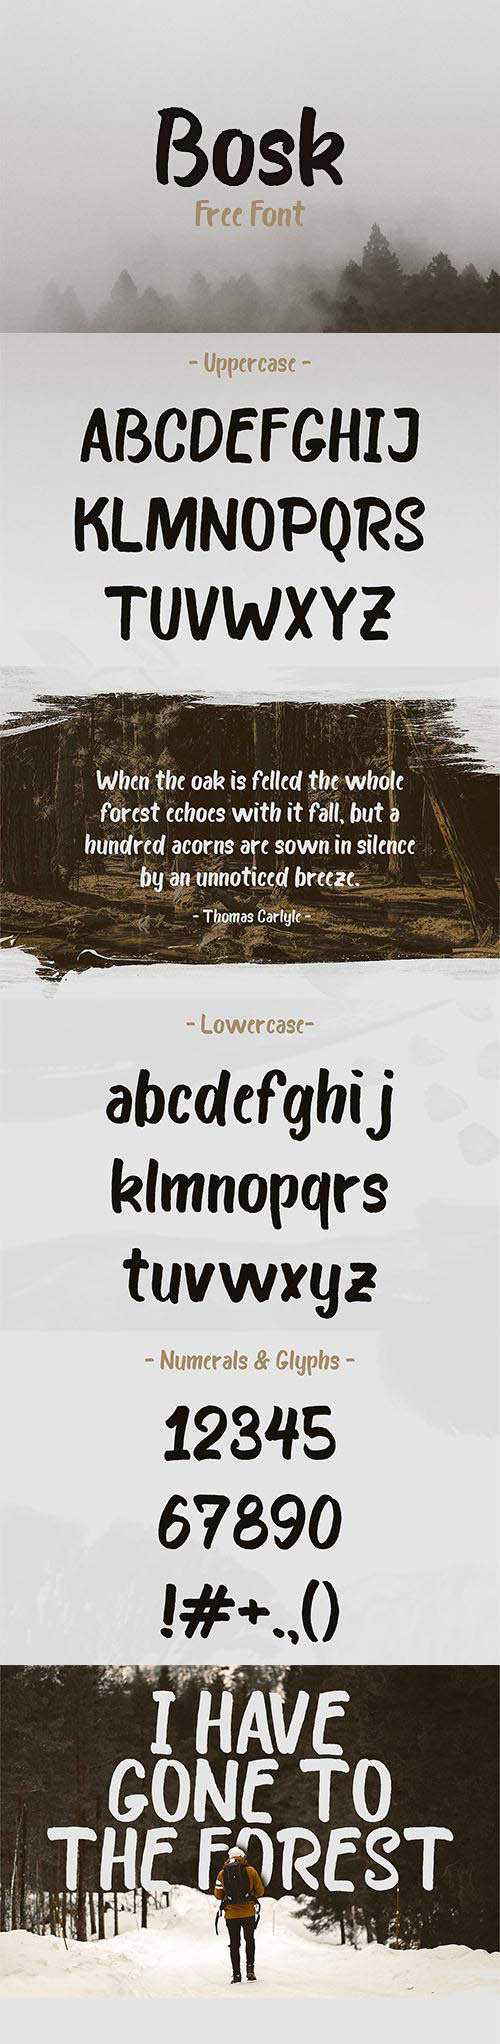 Bosk
Free Font
- Uppercase -
ABCDEFGHIJ
KLMNOPQRS
TUVWXYZ
When the oak is felled the whole
forest echoes with it fall, but a
hundred acorns are sown in silence
by an unnoticed breeze.
- Thomas Carlyle -
- Lowercase-
abcdefghij
klmnopqrs
tuvwxyz
- Numerals & Glyphs -
12345
67890
!#+.,()
I HAVE
GONE TO
THE FOREST